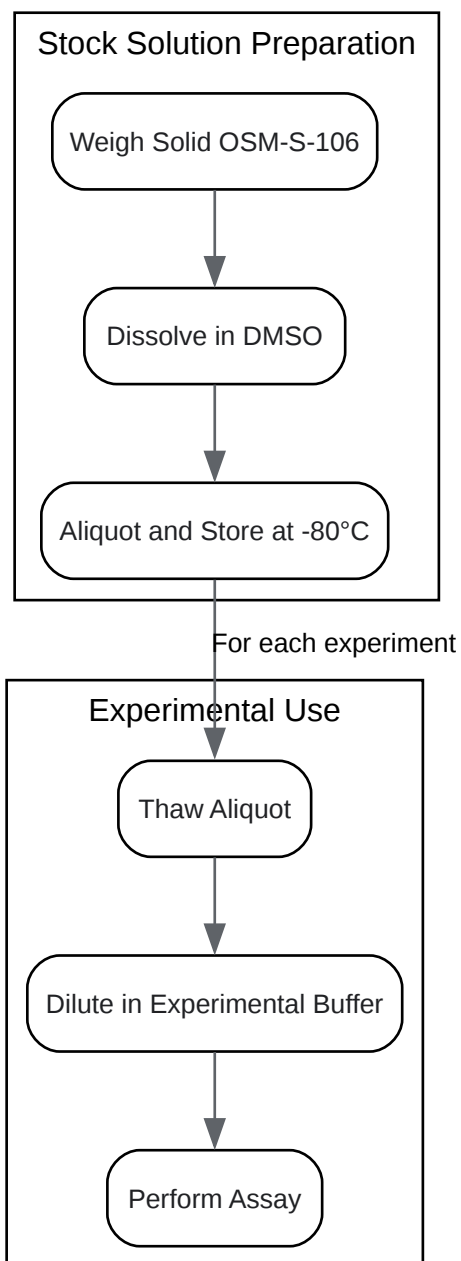 Stock Solution Preparation
Weigh Solid OSM-S-106
Dissolve in DMSO
Aliquot and Store at -80°C
For each experiment
Experimental Use
Thaw Aliquot
Dilute in Experimental Buffer
Perform Assay